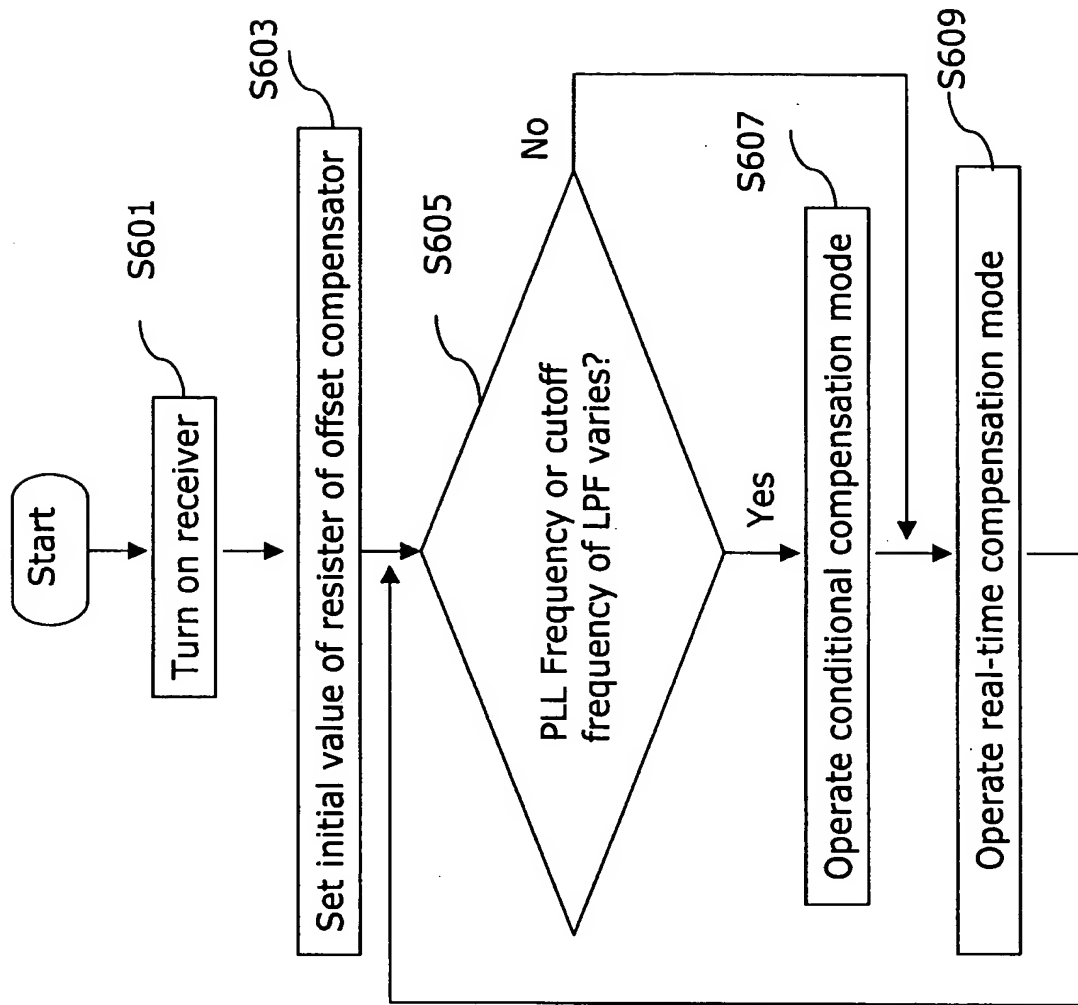 Start
Turn on receiver
S601
Set initial value of resister of offset compensator
S603
PLL Frequency or cutoff
frequency of LPF varies?
S605
No
Yes
Operate conditional compensation mode
S607
Operate real-time compensation mode
S609